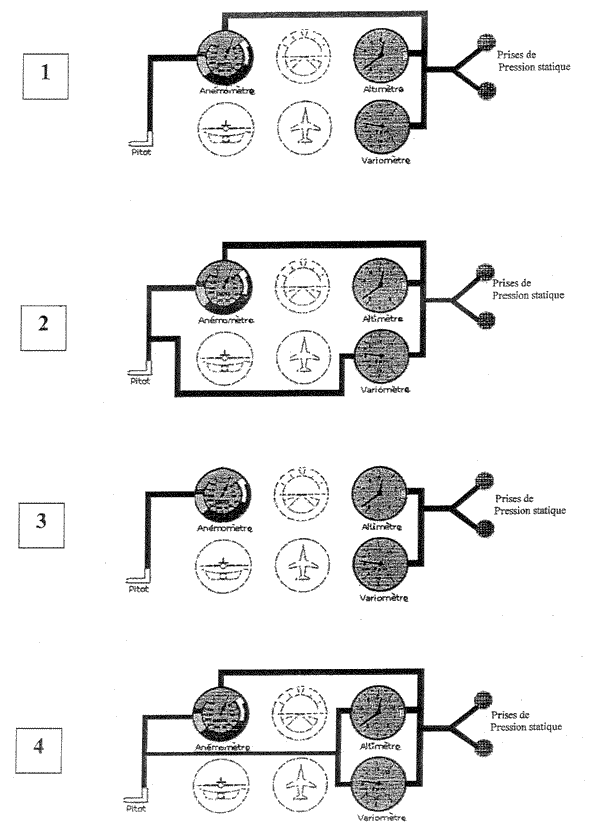 1
Prises de
Pression statique
Anémomètre
Altimètre
Pitot
Variomètre
2
Prises de
Pression statique
Anémomètre
Altimètre
Pitot
Variomètre
3
Prises de
Pression statique
Anémomètre
Altimètre
Pitot
Variomètre
4
Prises de
Pression statique
Anémomètre
Altimètre
Pitot
Variomètre